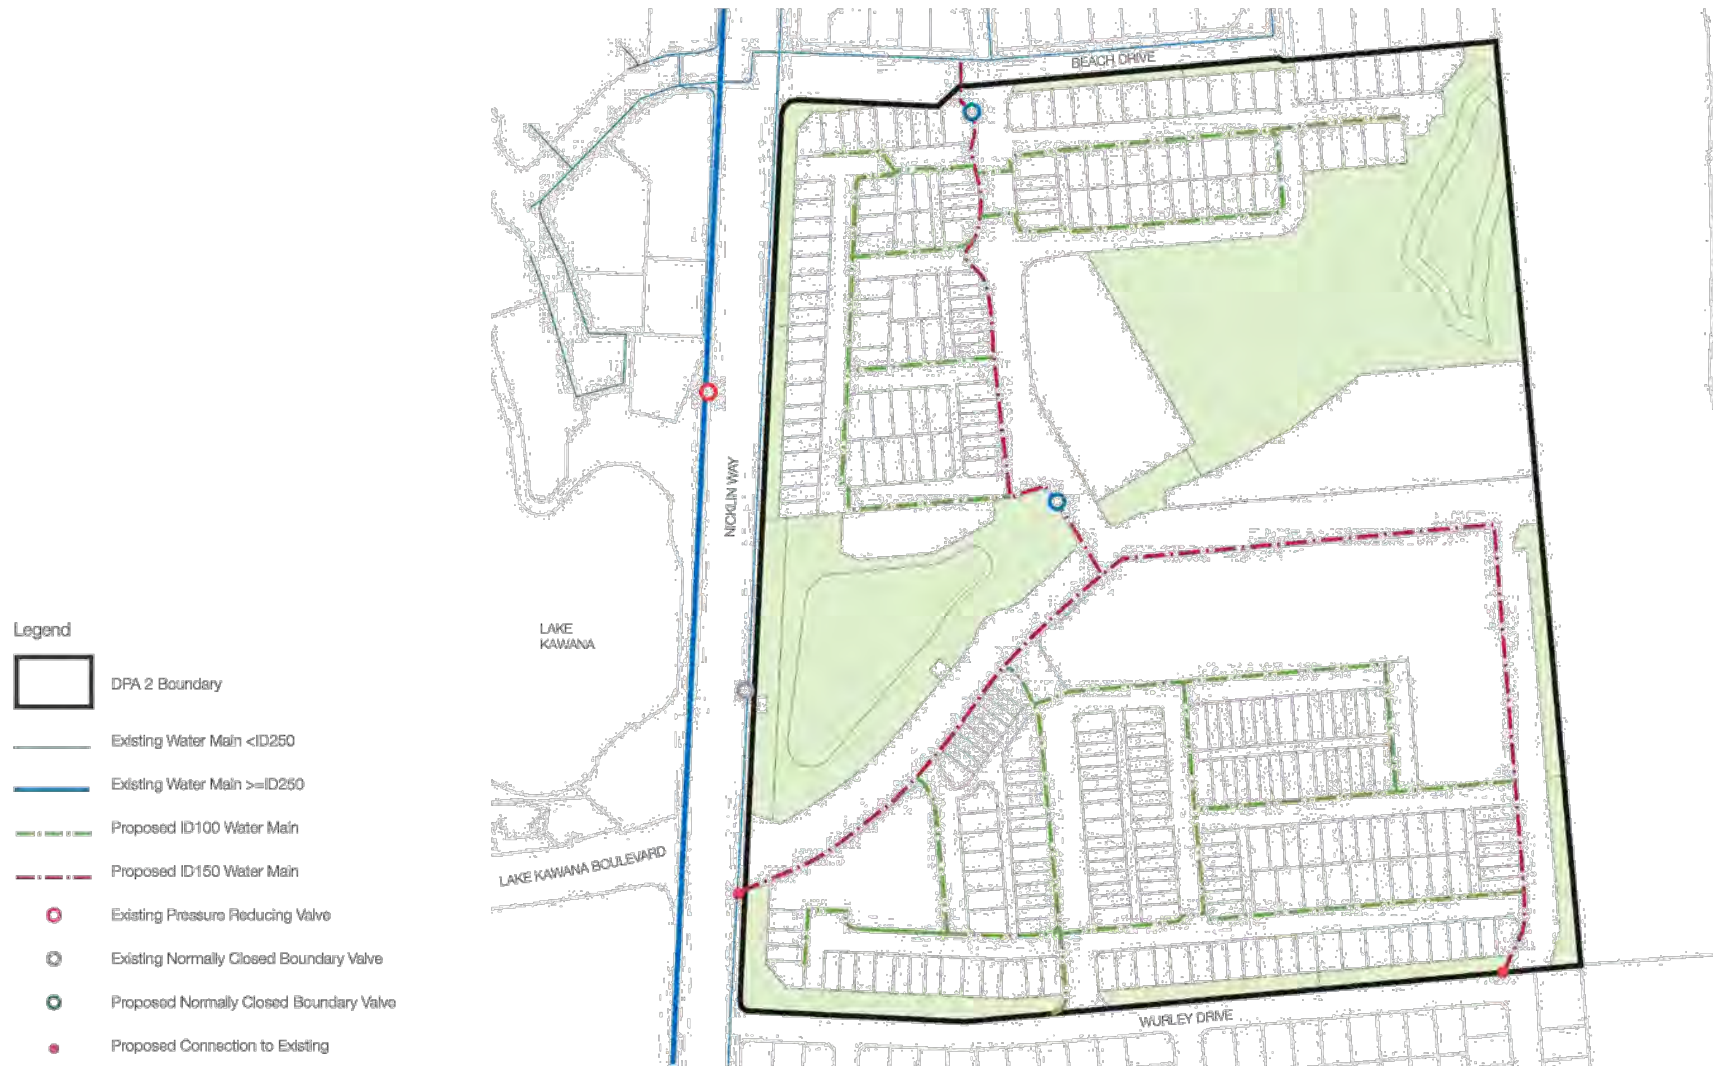 BEACH DRIVE
NICKLIN WAY
LAKE
KAWANA
LAKE KAWANA BOULEVARD
WURLEY DRIVE
Legend
DPA 2 Boundary
Existing Water Main <ID250
Existing Water Main >=ID250
Proposed ID100 Water Main
Proposed ID150 Water Main
Existing Pressure Reducing Valve
Existing Normally Closed Boundary Valve
Proposed Normally Closed Boundary Valve
Proposed Connection to Existing